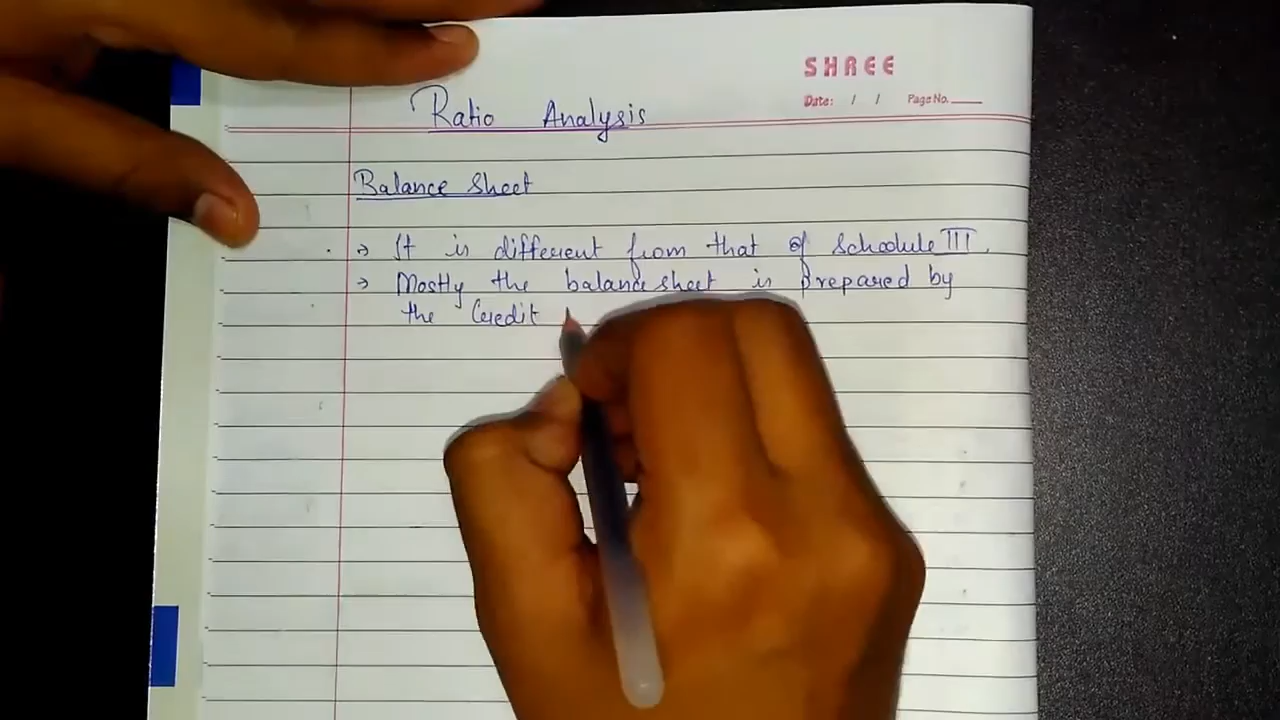 SHREE
Date: / / Page No.
Ratio Analysis
Balance Sheet
→ It is different from that of Schedule III.
→ Mostly the balance sheet is prepared by
the Credit